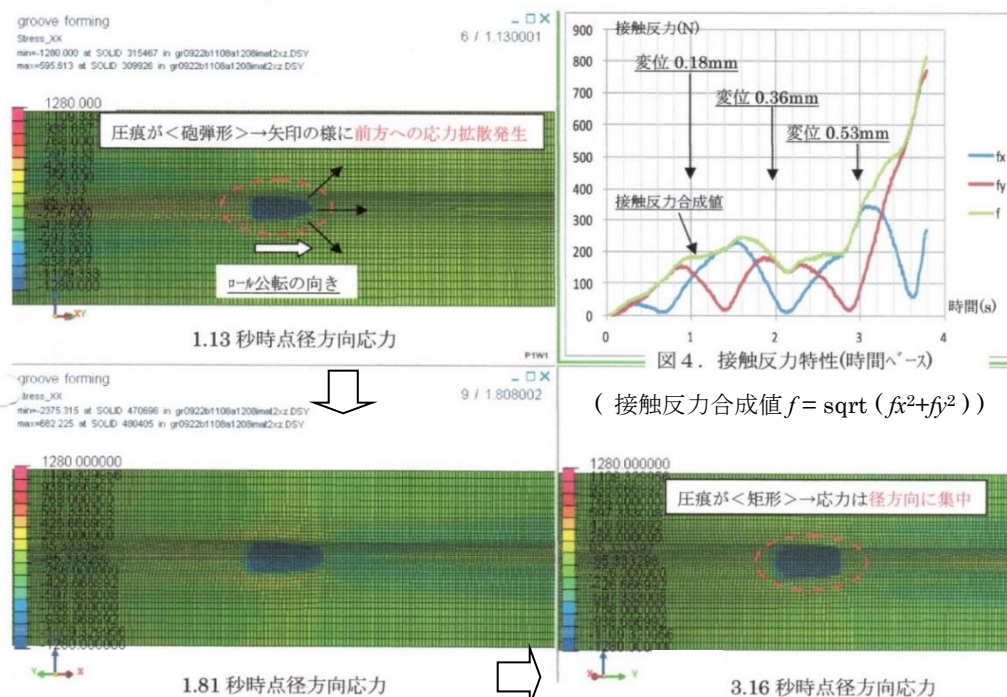 groove forming
Stress_XX
min=-1280.000 at SOLID 315467 in gr0922b1108a1208imat2xz.DSY
max=595.813 at SOLID 309926 in gr0922b1108a1208imat2xz.DSY
6 / 1.130001
1280.000
圧痕が<砲弾形>→矢印の様に前方への応力拡散発生
ロール公転の向き
1.13 秒時点径方向応力
P1W1
接触反力(N)
900
800
700
600
500
400
300
200
100
0
変位 0.18mm
変位 0.36mm
変位 0.53mm
接触反力合成値
fx
fy
f
0 1 2 3 4 5
時間(s)
図４. 接触反力特性(時間ベース)
( 接触反力合成値 f = sqrt ( fx²+fy² ) )
groove forming
Stress_XX
min=-2375.315 at SOLID 470698 in gr0922b1108a1208imat2xz.DSY
max=682.225 at SOLID 480405 in gr0922b1108a1208imat2xz.DSY
9 / 1.808002
1280.000000
1.81 秒時点径方向応力
1280.000000
圧痕が<矩形>→応力は径方向に集中
3.16 秒時点径方向応力